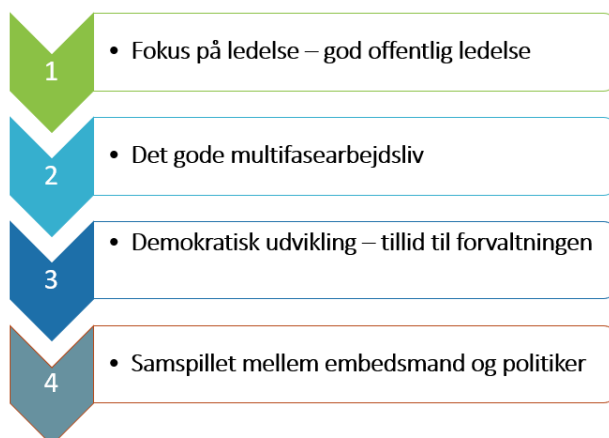 1
• Fokus på ledelse – god offentlig ledelse
2
• Det gode multifasearbejdsliv
3
• Demokratisk udvikling – tillid til forvaltningen
4
• Samspillet mellem embedsmand og politiker